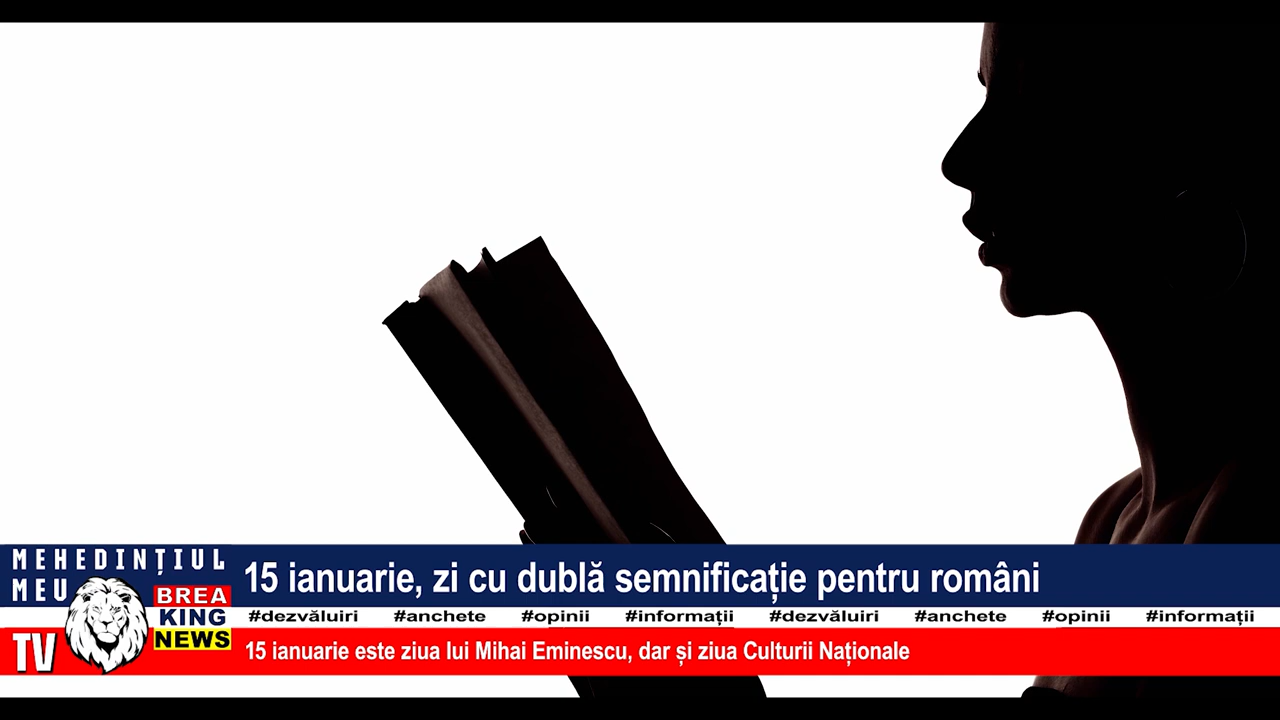 MEHEDINȚIUL
MEU
TV
BREA
KING
NEWS
15 ianuarie, zi cu dublă semnificație pentru români
#dezvăluiri #anchete #opinii #informații #dezvăluiri #anchete #opinii #informații
15 ianuarie este ziua lui Mihai Eminescu, dar și ziua Culturii Naționale